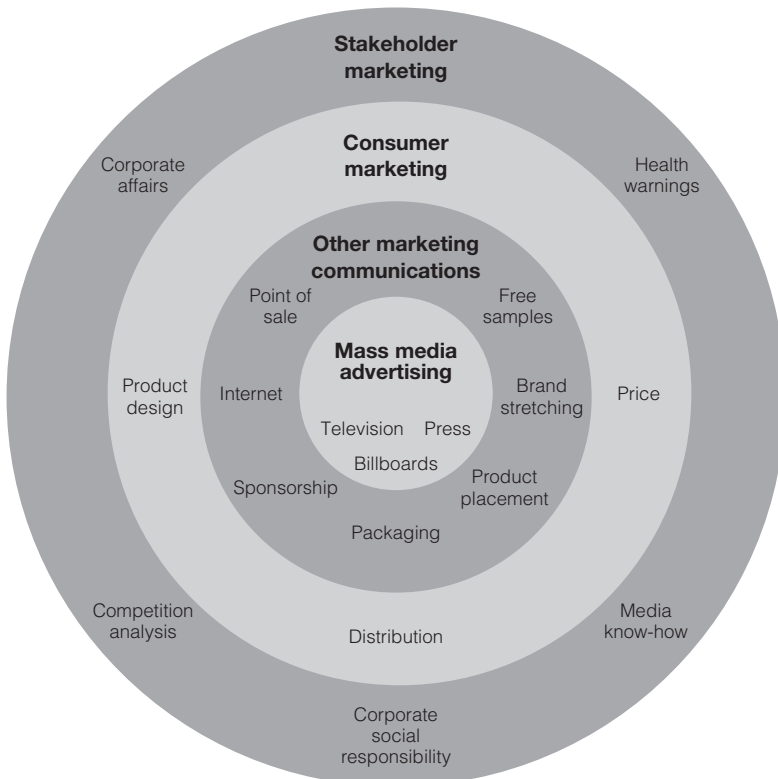 Stakeholder
marketing
Corporate
affairs
Health
warnings
Consumer
marketing
Other marketing
communications
Point of
sale
Free
samples
Mass media
advertising
Product
design
Internet
Brand
stretching
Price
Television
Press
Billboards
Sponsorship
Product
placement
Packaging
Competition
analysis
Media
know-how
Distribution
Corporate
social
responsibility